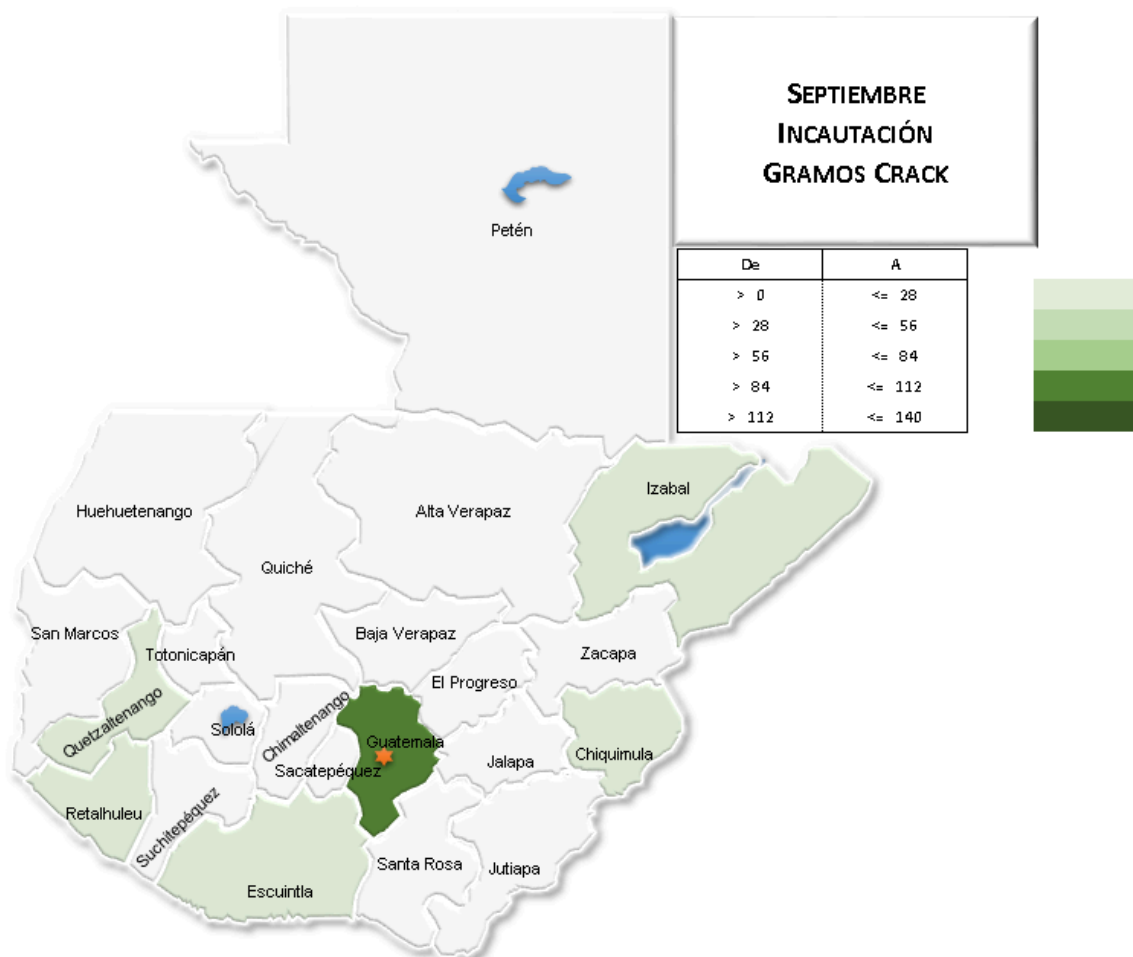 SEPTIEMBRE
INCAUTACIÓN
GRAMOS CRACK
De A
> 0 <= 28
> 28 <= 56
> 56 <= 84
> 84 <= 112
> 112 <= 140
Petén
Izabal
Huehuetenango
Alta Verapaz
Quiché
San Marcos
Baja Verapaz
Totonicapán
Zacapa
El Progreso
Quetzaltenango
Sololá
Chimaltenango
Guatemala
Chiquimula
Jalapa
Sacatepéquez
Retalhuleu
Suchitepéquez
Santa Rosa
Jutiapa
Escuintla